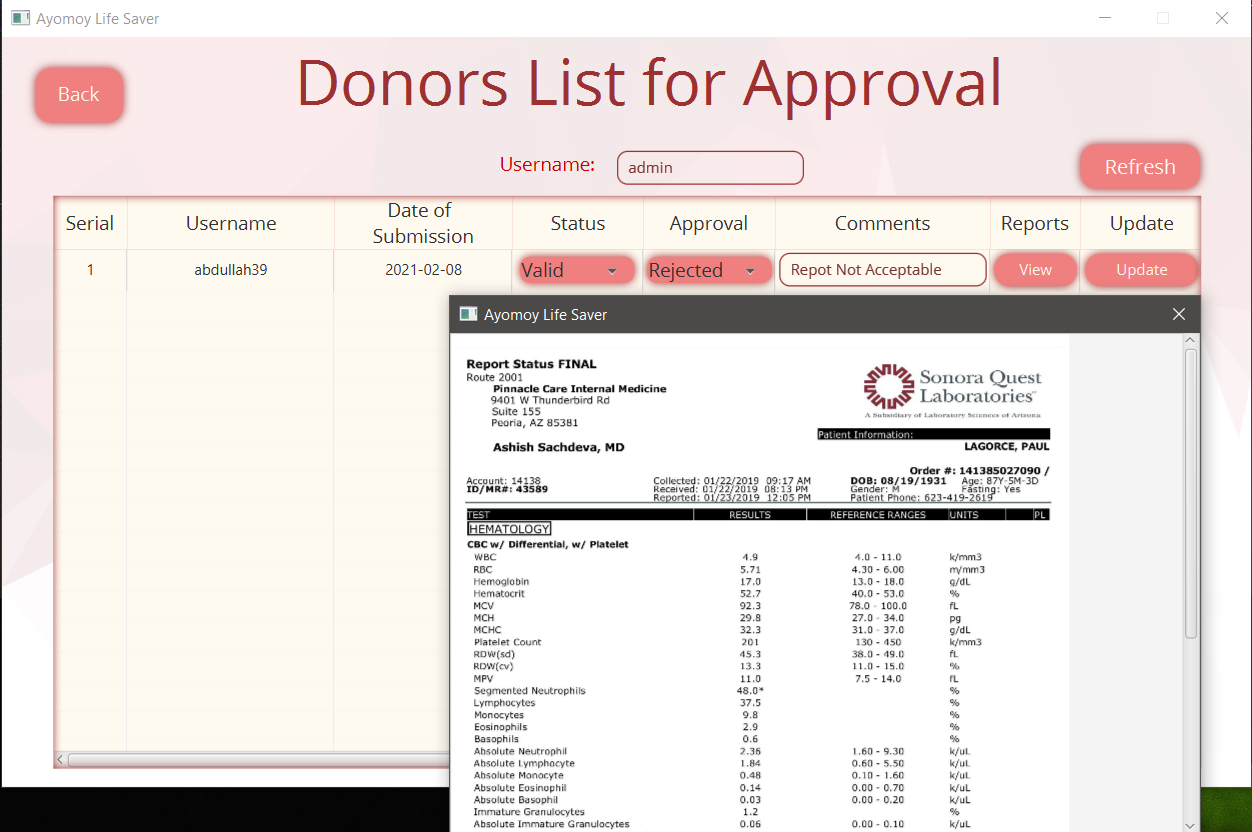 Ayomoy Life Saver
Back
Donors List for Approval
Username: admin
Refresh
Serial Username Date of Submission Status Approval Comments Reports Update
1 abdullah39 2021-02-08 Valid Rejected Repot Not Acceptable View Update
Ayomoy Life Saver
Report Status FINAL
Route 2001
Pinnacle Care Internal Medicine
9401 W Thunderbird Rd
Suite 155
Peoria, AZ 85381
Ashish Sachdeva, MD
Sonora Quest
Laboratories
A Subsidiary of Laboratory Sciences of Arizona
Patient Information:
LAGORCE, PAUL
Order #: 141385027090 /
Account: 14138 Collected: 01/22/2019 09:17 AM DOB: 08/19/1931 Age: 87Y-5M-3D
ID/MR#: 43589 Received: 01/22/2019 08:13 PM Gender: M Fasting: Yes
Reported: 01/23/2019 12:05 PM Patient Phone: 623-419-2619
TEST RESULTS REFERENCE RANGES UNITS PL
HEMATOLOGY
CBC w/ Differential, w/ Platelet
WBC 4.9 4.0 - 11.0 k/mm3
RBC 5.71 4.30 - 6.00 m/mm3
Hemoglobin 17.0 13.0 - 18.0 g/dL
Hematocrit 52.7 40.0 - 53.0 %
MCV 92.3 78.0 - 100.0 fL
MCH 29.8 27.0 - 34.0 pg
MCHC 32.3 31.0 - 37.0 g/dL
Platelet Count 201 130 - 450 k/mm3
RDW(sd) 45.3 38.0 - 49.0 fL
RDW(cv) 13.3 11.0 - 15.0 %
MPV 11.0 7.5 - 14.0 fL
Segmented Neutrophils 48.0* %
Lymphocytes 37.5 %
Monocytes 9.8 %
Eosinophils 2.9 %
Basophils 0.6 %
Absolute Neutrophil 2.36 1.60 - 9.30 k/uL
Absolute Lymphocyte 1.84 0.60 - 5.50 k/uL
Absolute Monocyte 0.48 0.10 - 1.60 k/uL
Absolute Eosinophil 0.14 0.00 - 0.70 k/uL
Absolute Basophil 0.03 0.00 - 0.20 k/uL
Immature Granulocytes 1.2 %
Absolute Immature Granulocytes 0.06 0.00 - 0.10 k/uL